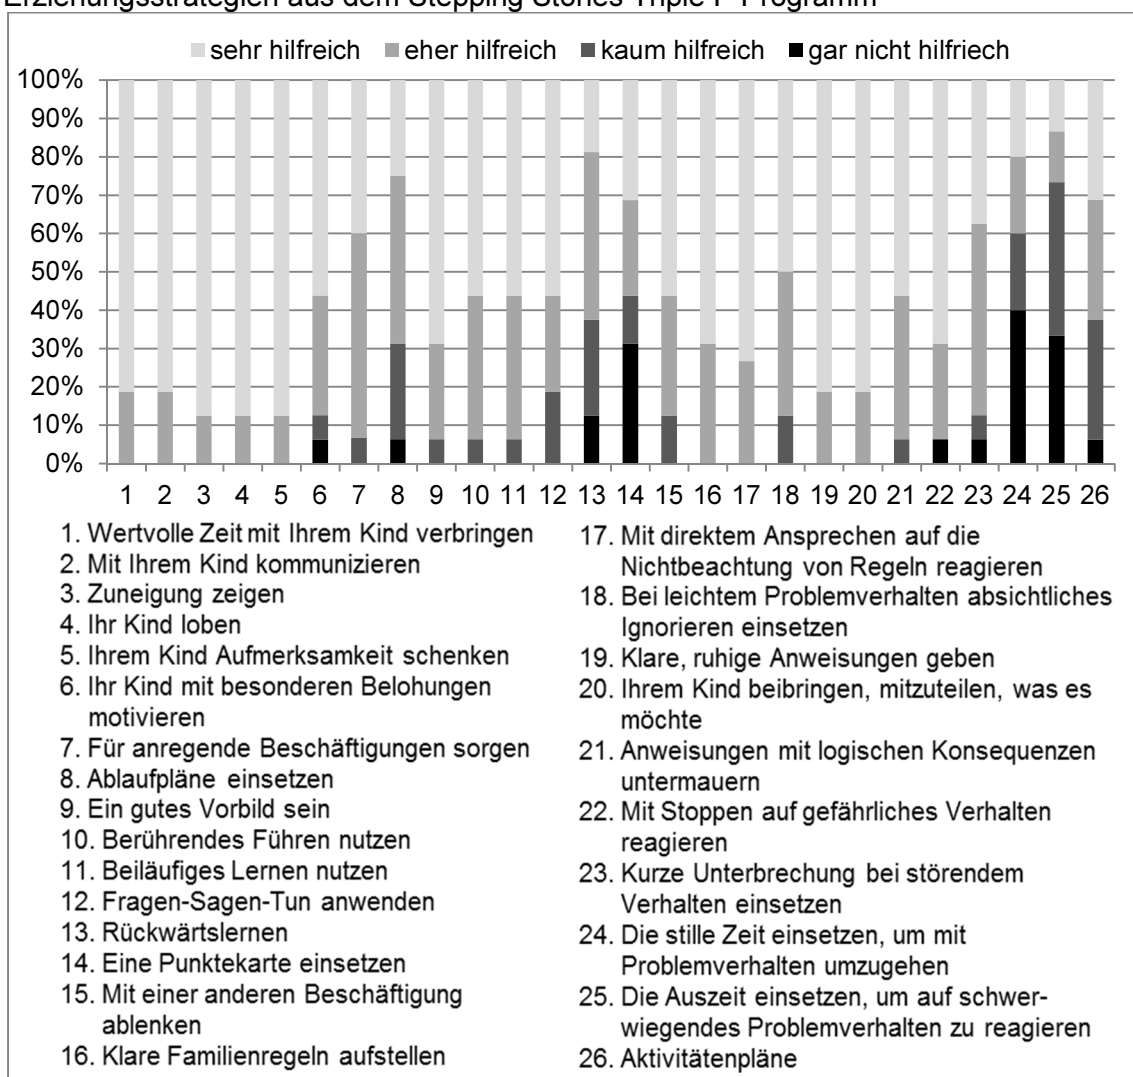 Erziehungsstrategien aus dem Stepping Stones Triple P-Programm
sehr hilfreich eher hilfreich kaum hilfreich gar nicht hilfriech
100%
90%
80%
70%
60%
50%
40%
30%
20%
10%
0%
1 2 3 4 5 6 7 8 9 10 11 12 13 14 15 16 17 18 19 20 21 22 23 24 25 26
1. Wertvolle Zeit mit Ihrem Kind verbringen
2. Mit Ihrem Kind kommunizieren
3. Zuneigung zeigen
4. Ihr Kind loben
5. Ihrem Kind Aufmerksamkeit schenken
6. Ihr Kind mit besonderen Belohungen
motivieren
7. Für anregende Beschäftigungen sorgen
8. Ablaufpläne einsetzen
9. Ein gutes Vorbild sein
10. Berührendes Führen nutzen
11. Beiläufiges Lernen nutzen
12. Fragen-Sagen-Tun anwenden
13. Rückwärtslernen
14. Eine Punktekarte einsetzen
15. Mit einer anderen Beschäftigung
ablenken
16. Klare Familienregeln aufstellen
17. Mit direktem Ansprechen auf die
Nichtbeachtung von Regeln reagieren
18. Bei leichtem Problemverhalten absichtliches
Ignorieren einsetzen
19. Klare, ruhige Anweisungen geben
20. Ihrem Kind beibringen, mitzuteilen, was es
möchte
21. Anweisungen mit logischen Konsequenzen
untermauern
22. Mit Stoppen auf gefährliches Verhalten
reagieren
23. Kurze Unterbrechung bei störendem
Verhalten einsetzen
24. Die stille Zeit einsetzen, um mit
Problemverhalten umzugehen
25. Die Auszeit einsetzen, um auf schwer-
wiegendes Problemverhalten zu reagieren
26. Aktivitätenpläne